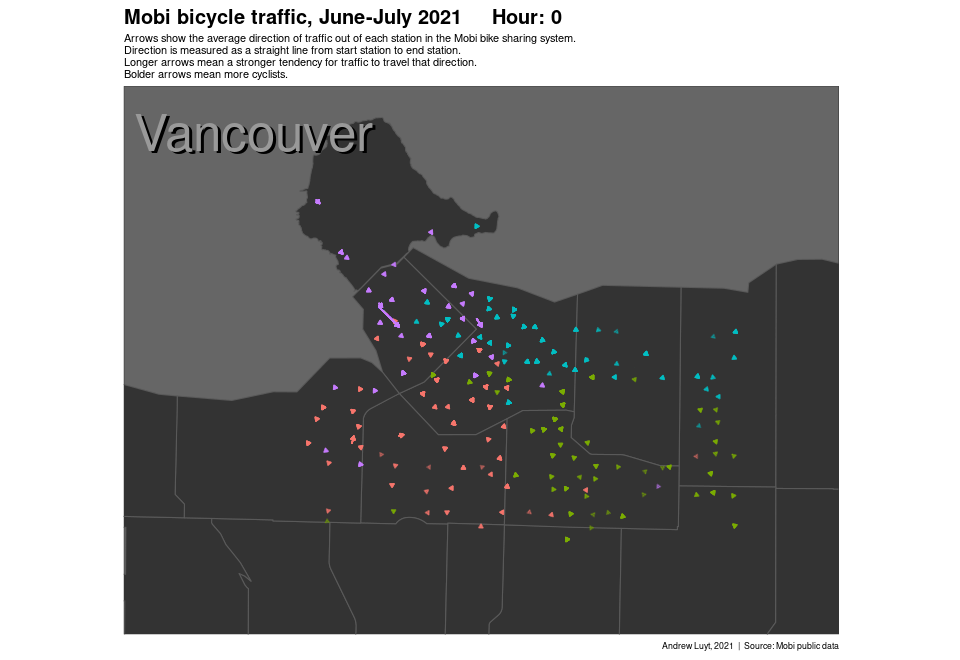 Mobi bicycle traffic, June-July 2021 Hour: 0
Arrows show the average direction of traffic out of each station in the Mobi bike sharing system.
Direction is measured as a straight line from start station to end station.
Longer arrows mean a stronger tendency for traffic to travel that direction.
Bolder arrows mean more cyclists.
Vancouver
Andrew Luyt, 2021 | Source: Mobi public data